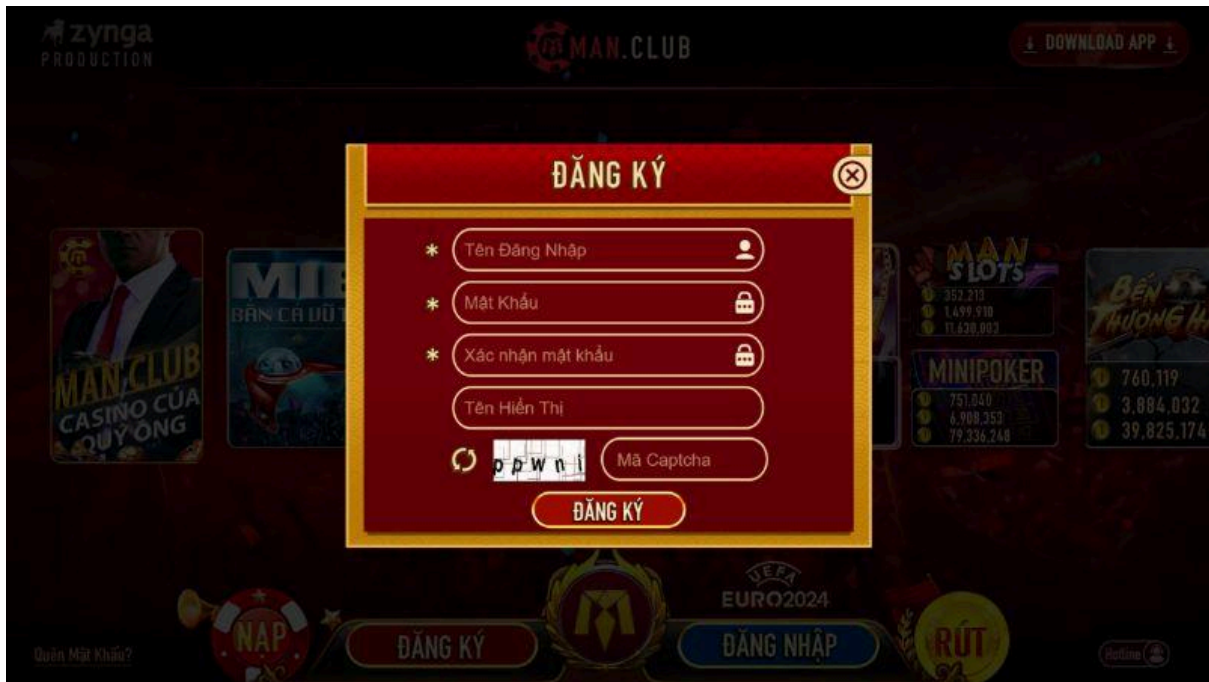 zynga
PRODUCTION
MAN.CLUB
DOWNLOAD APP
ĐĂNG KÝ
* Tên Đăng Nhập
* Mật Khẩu
* Xác nhận mật khẩu
Tên Hiển Thị
ppwni
Mã Captcha
ĐĂNG KÝ
MAN.CLUB
CASINO CỦA
QUÝ ÔNG
BẮN CÁ
MAN
SLOTS
352,213
1,499,910
11,630,003
MINIPOKER
751,040
6,908,353
79,336,248
BẾN
THƯỢNG H
760,119
3,884,032
39,825,174
UEFA
EURO2024
Quên Mật Khẩu?
NẠP
ĐĂNG KÝ
ĐĂNG NHẬP
RÚT
Hotline